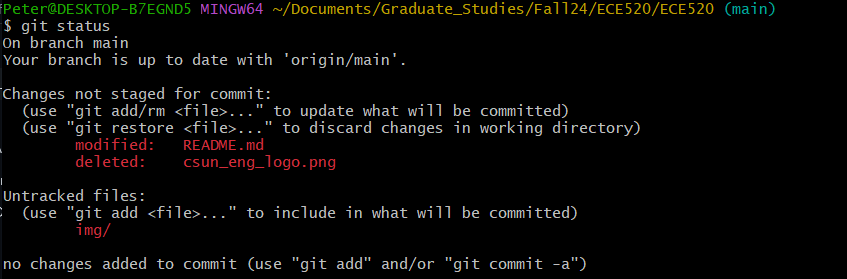 Peter@DESKTOP-B7EGND5 MINGW64 ~/Documents/Graduate_Studies/Fall24/ECE520/ECE520 (main)
$ git status
On branch main
Your branch is up to date with 'origin/main'.
Changes not staged for commit:
(use "git add/rm <file>..." to update what will be committed)
(use "git restore <file>..." to discard changes in working directory)
modified: README.md
deleted: csun_eng_logo.png
Untracked files:
(use "git add <file>..." to include in what will be committed)
img/
no changes added to commit (use "git add" and/or "git commit -a")